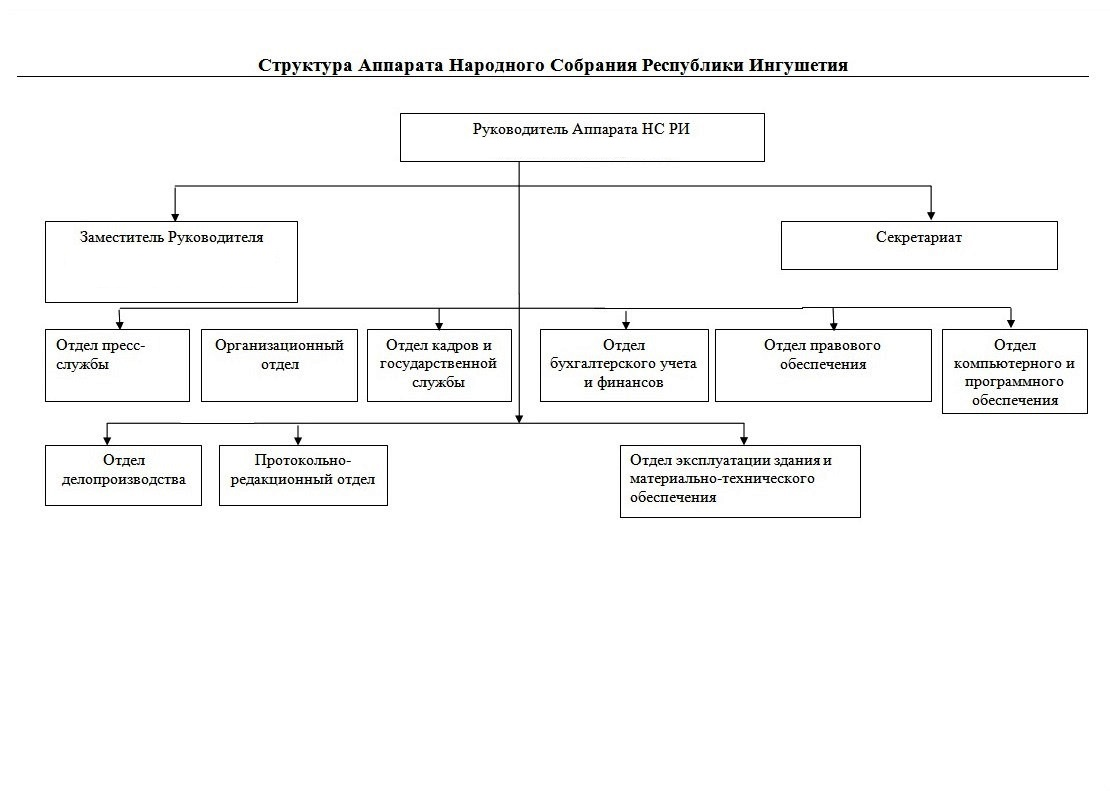 Структура Аппарата Народного Собрания Республики Ингушетия
Руководитель Аппарата НС РИ
Заместитель Руководителя
Секретариат
Отдел пресс-
службы
Организационный
отдел
Отдел кадров и
государственной
службы
Отдел
бухгалтерского учета
и финансов
Отдел правового
обеспечения
Отдел
компьютерного и
программного
обеспечения
Отдел
делопроизводства
Протокольно-
редакционный отдел
Отдел эксплуатации здания и
материально-технического
обеспечения